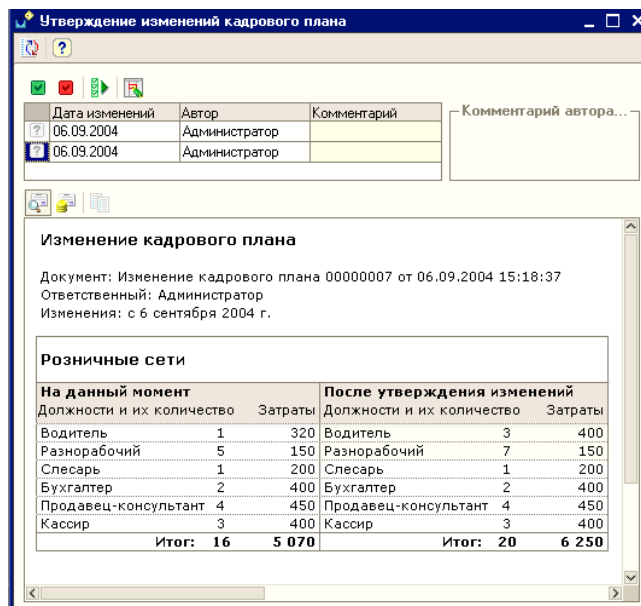 Утверждение изменений кадрового плана
Дата изменений Автор Комментарий
06.09.2004 Администратор
06.09.2004 Администратор
Комментарий автора...
Изменение кадрового плана
Документ: Изменение кадрового плана 00000007 от 06.09.2004 15:18:37
Ответственный: Администратор
Изменения: с 6 сентября 2004 г.
Розничные сети
На данный момент После утверждения изменений
Должности и их количество Затраты Должности и их количество Затраты
Водитель 1 320 Водитель 3 400
Разнорабочий 5 150 Разнорабочий 7 150
Слесарь 1 200 Слесарь 1 200
Бухгалтер 2 400 Бухгалтер 2 400
Продавец-консультант 4 450 Продавец-консультант 4 450
Кассир 3 400 Кассир 3 400
Итог: 16 5 070 Итог: 20 6 250